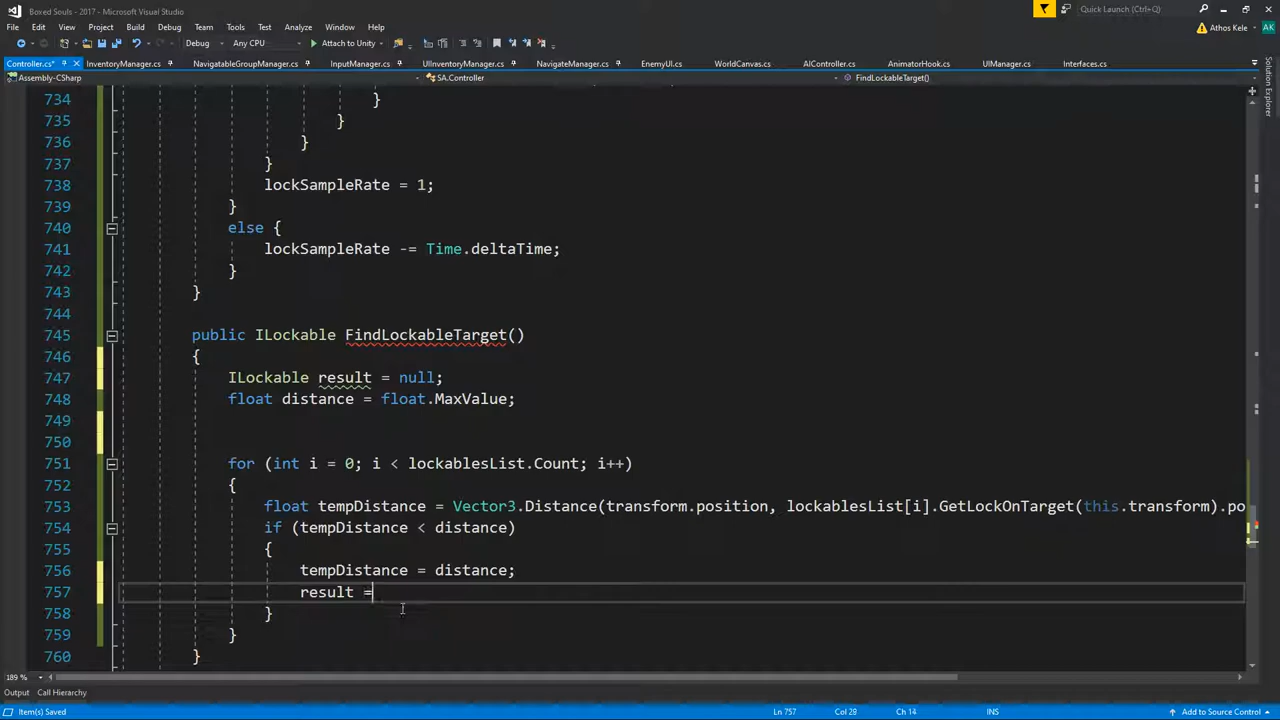 Boxed Souls - 2017 - Microsoft Visual Studio
Quick Launch (Ctrl+Q)
File Edit View Project Build Debug Team Tools Test Analyze Window Help
Athos Kele AK
Debug Any CPU Attach to Unity
Controller.cs* InventoryManager.cs NavigatableGroupManager.cs InputManager.cs UIInventoryManager.cs NavigateManager.cs EnemyUI.cs WorldCanvas.cs AIController.cs AnimatorHook.cs UIManager.cs Interfaces.cs
Assembly-CSharp SA.Controller FindLockableTarget()
Solution Explorer
734 }
735 }
736 }
737 }
738 lockSampleRate = 1;
739 }
740 else {
741 lockSampleRate -= Time.deltaTime;
742 }
743 }
744
745 public ILockable FindLockableTarget()
746 {
747 ILockable result = null;
748 float distance = float.MaxValue;
749
750
751 for (int i = 0; i < lockablesList.Count; i++)
752 {
753 float tempDistance = Vector3.Distance(transform.position, lockablesList[i].GetLockOnTarget(this.transform).po
754 if (tempDistance < distance)
755 {
756 tempDistance = distance;
757 result =
758 }
759 }
760 }
189 %
Output Call Hierarchy
Item(s) Saved Ln 757 Col 28 Ch 14 INS Add to Source Control